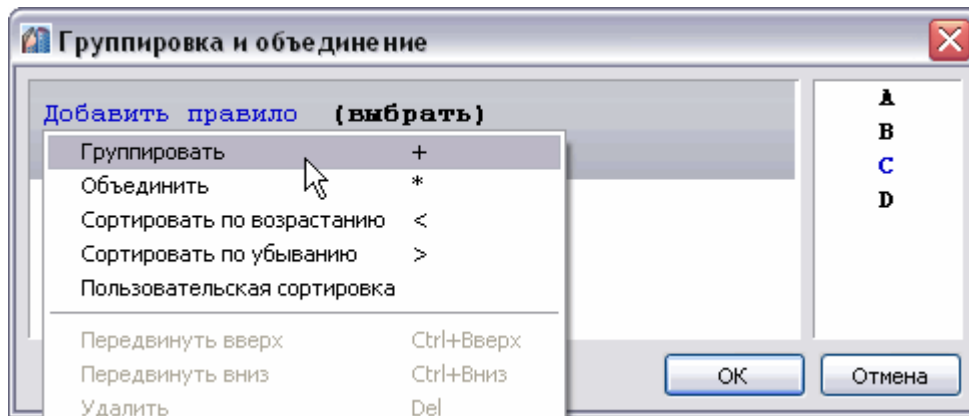 Группировка и объединение
Добавить правило (выбрать)
Группировать +
Объединить *
Сортировать по возрастанию <
Сортировать по убыванию >
Пользовательская сортировка
Передвинуть вверх Ctrl+Вверх
Передвинуть вниз Ctrl+Вниз
Удалить Del
A
B
C
D
ОК
Отмена